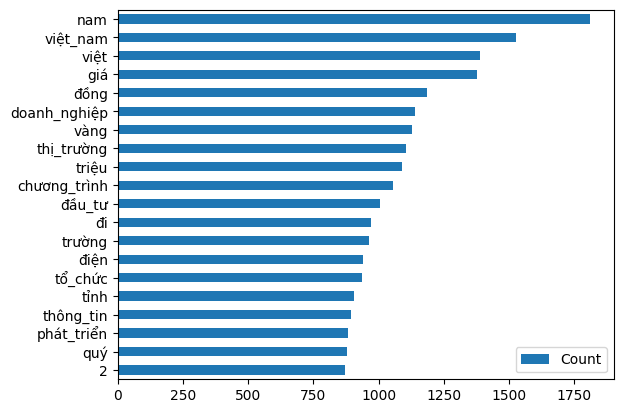 nam
việt_nam
việt
giá
đồng
doanh_nghiệp
vàng
thị_trường
triệu
chương_trình
đầu_tư
đi
trường
điện
tổ_chức
tỉnh
thông_tin
phát_triển
quý
2
Count
0 250 500 750 1000 1250 1500 1750